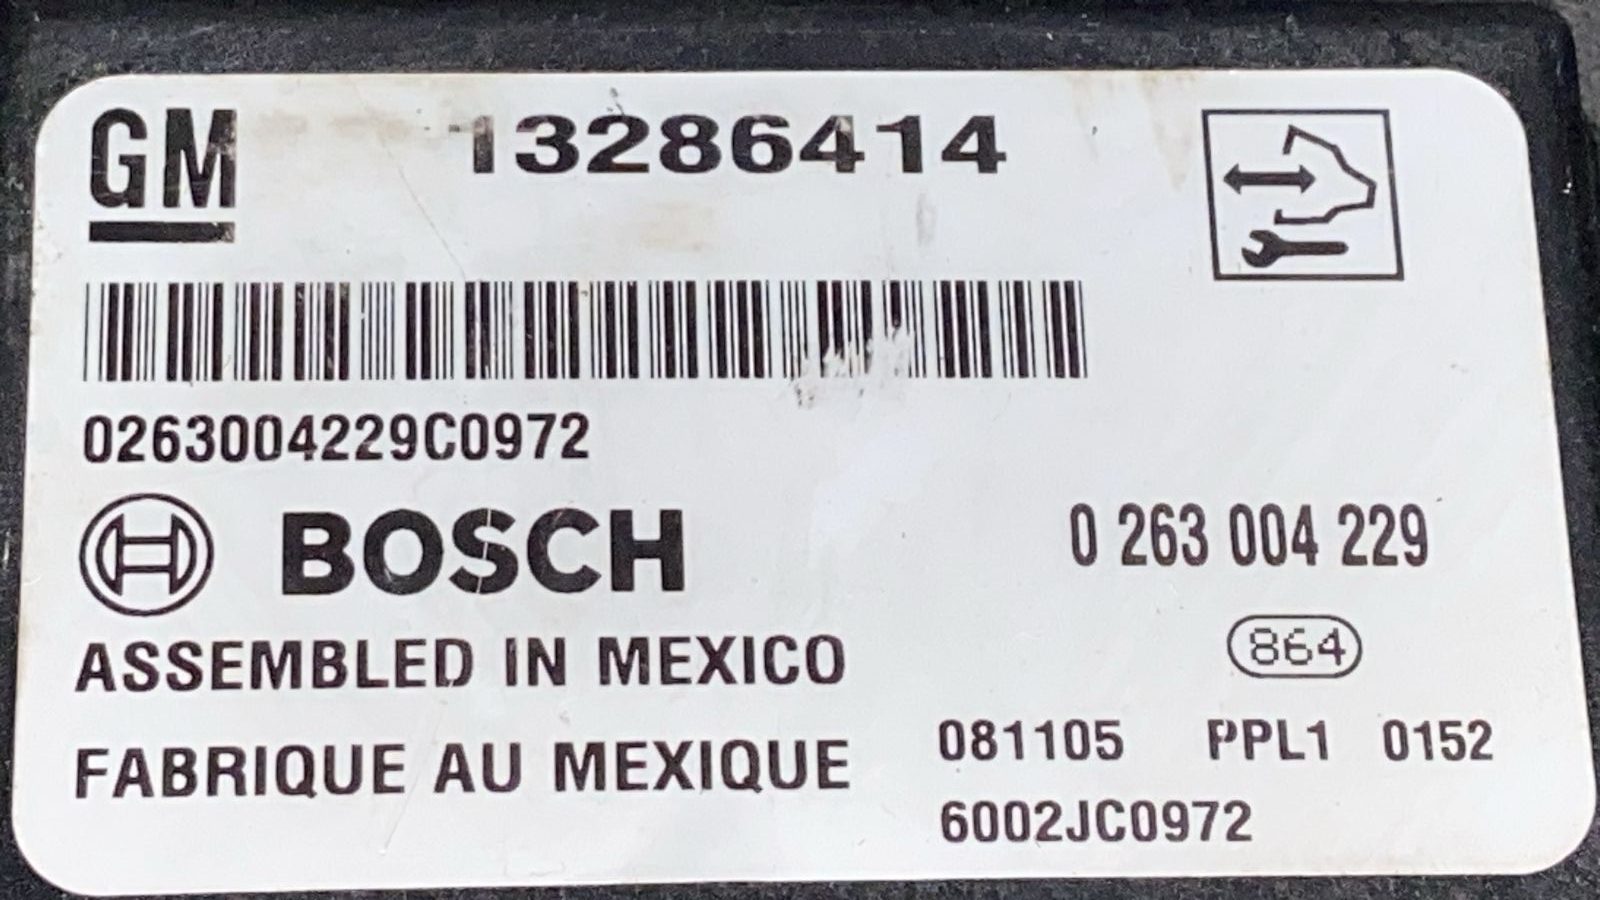 GM 13286414
0263004229C0972
BOSCH 0 263 004 229
ASSEMBLED IN MEXICO 864
FABRIQUE AU MEXIQUE 081105 PPL1 0152
6002JC0972